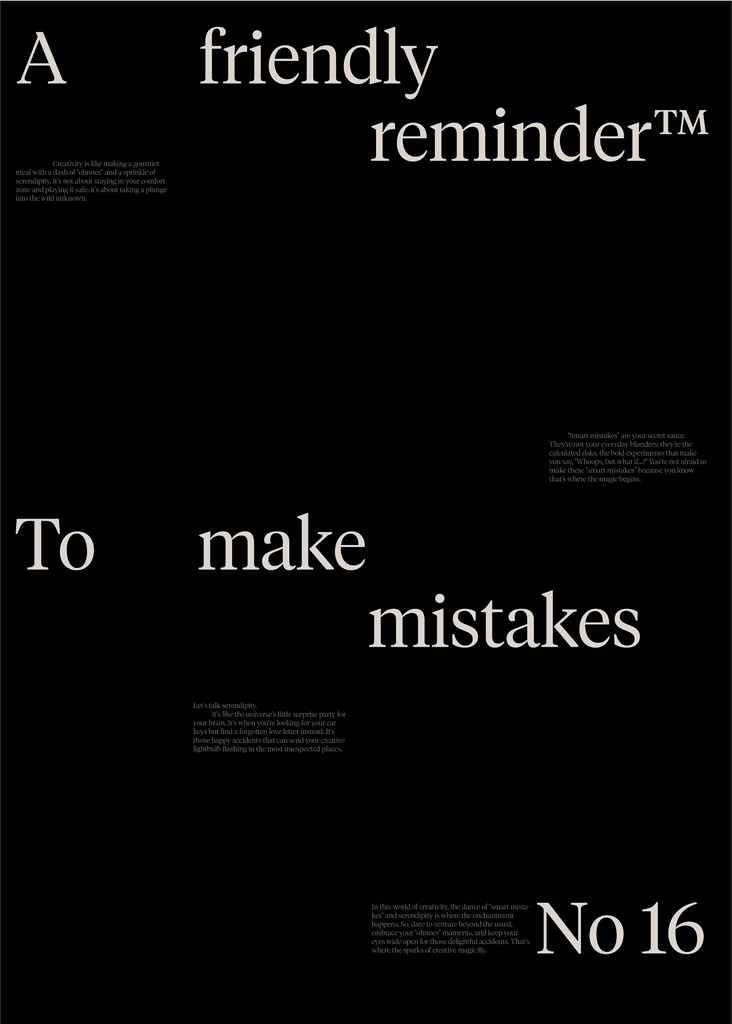 A friendly
reminder™
Creativity is like making a gourmet
meal with a dash of "ohnoes" and a sprinkle of
serendipity. It's not about staying in your comfort
zone and playing it safe; it's about taking a plunge
into the wild unknown.
"Smart mistakes" are your secret sauce.
They're not your everyday blunders; they're the
calculated risks, the bold experiments that make
you say, "Whoops, but what if...?" You're not afraid to
make these "smart mistakes" because you know
that's where the magic begins.
To make
mistakes
Let's talk serendipity.
It's like the universe's little surprise party for
your brain. It's when you're looking for your car
keys but find a forgotten love letter instead. It's
those happy accidents that can send your creative
lightbulb flashing in the most unexpected places.
In this world of creativity, the dance of "smart mista-
kes" and serendipity is where the enchantment
happens. So, dare to venture beyond the usual,
embrace your "ohnoes" moments, and keep your
eyes wide open for those delightful accidents. That's
where the sparks of creative magic fly.
No 16